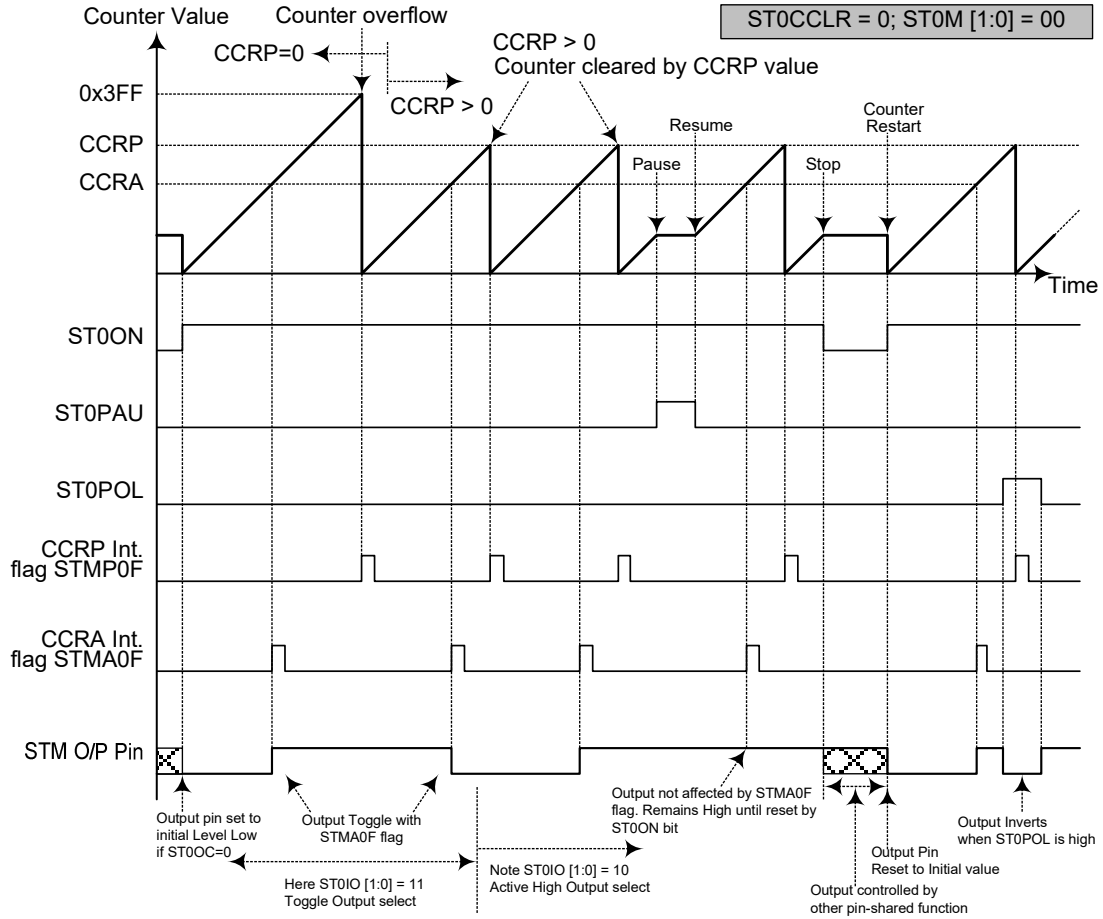 Counter Value
Counter overflow
ST0CCLR = 0; ST0M [1:0] = 00
CCRP=0
CCRP > 0
CCRP > 0
Counter cleared by CCRP value
0x3FF
CCRP
CCRA
Pause
Resume
Stop
Counter
Restart
Time
ST0ON
ST0PAU
ST0POL
CCRP Int.
flag STMP0F
CCRA Int.
flag STMA0F
STM O/P Pin
Output pin set to
initial Level Low
if ST0OC=0
Output Toggle with
STMA0F flag
Here ST0IO [1:0] = 11
Toggle Output select
Note ST0IO [1:0] = 10
Active High Output select
Output not affected by STMA0F
flag. Remains High until reset by
ST0ON bit
Output controlled by
other pin-shared function
Output Pin
Reset to Initial value
Output Inverts
when ST0POL is high